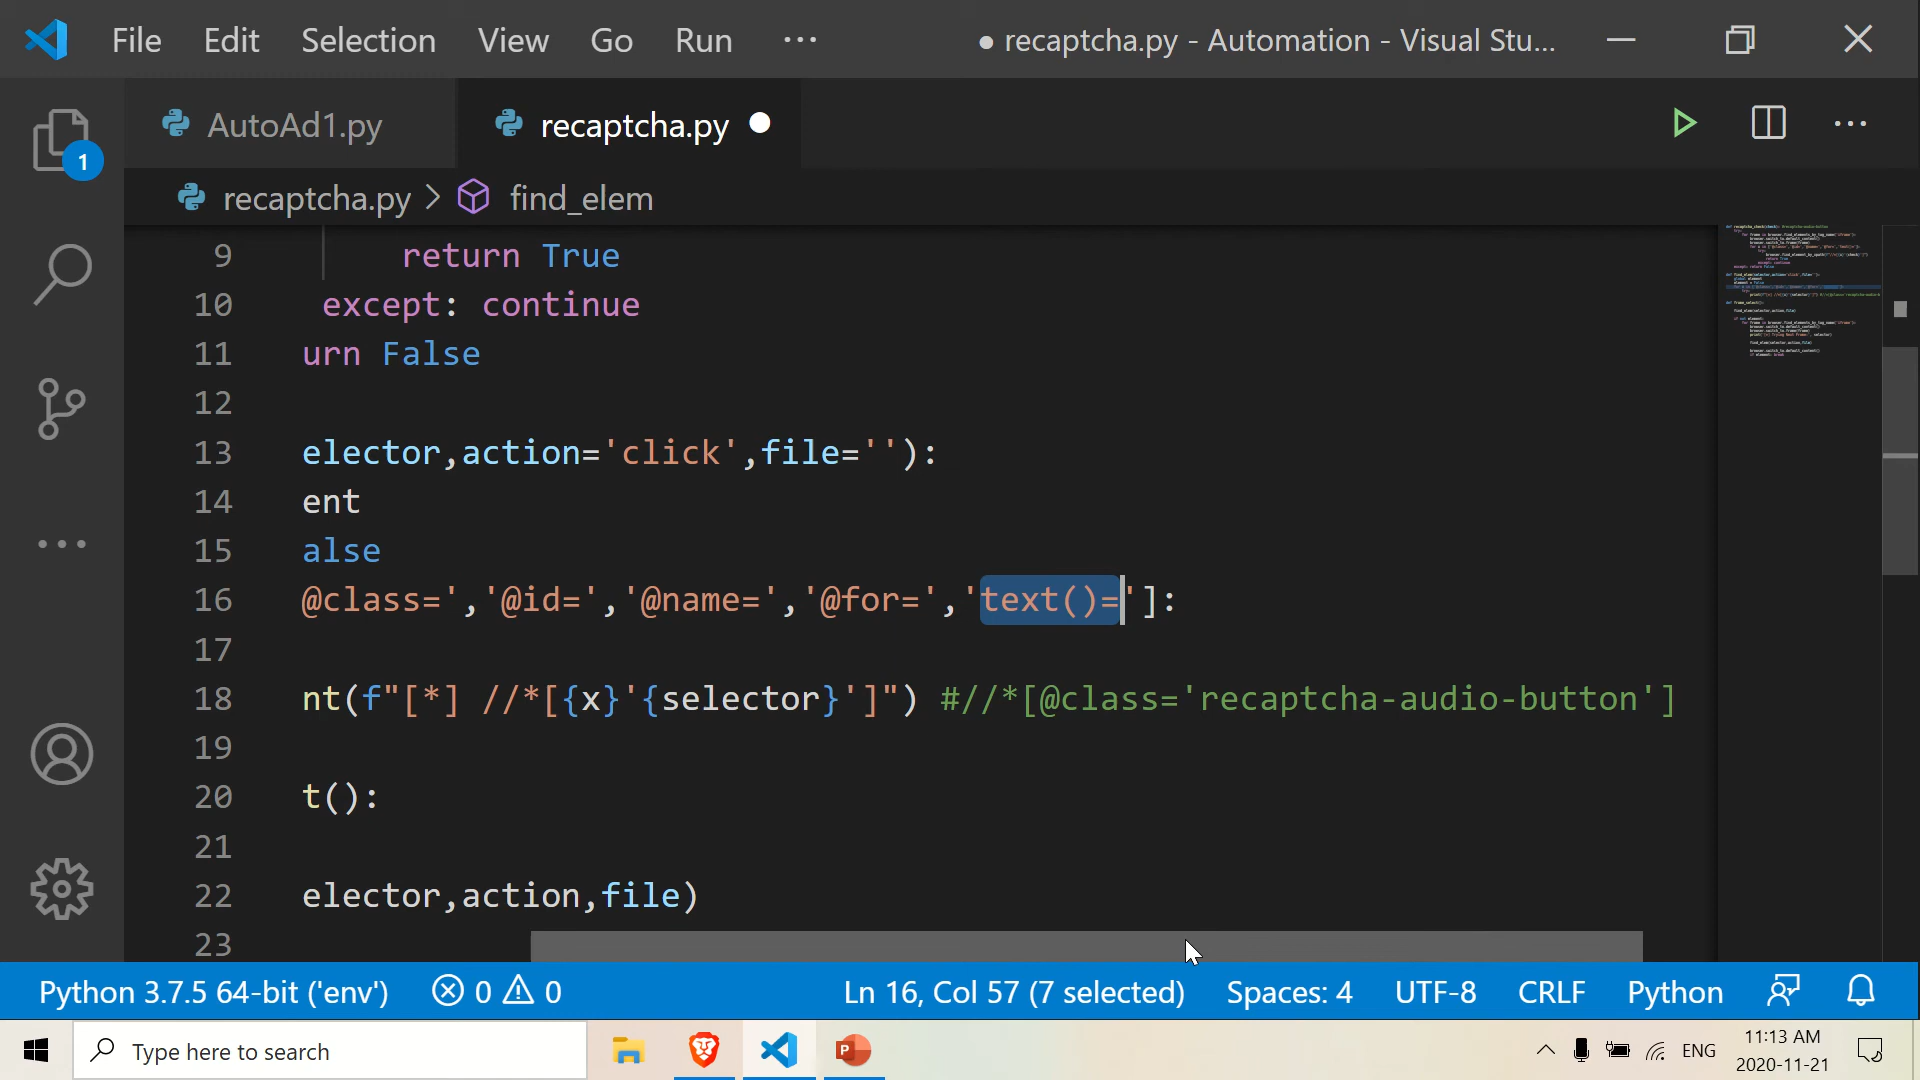 File Edit Selection View Go Run ··· ● recaptcha.py - Automation - Visual Stu...
AutoAd1.py recaptcha.py
1
recaptcha.py > find_elem
9 return True
10 except: continue
11 urn False
12
13 elector,action='click',file=''):
14 ent
15 alse
16 @class=','@id=','@name=','@for=','text()=']:
17
18 nt(f"[*] //*[{x}'{selector}']") #//*[@class='recaptcha-audio-button']
19
20 t():
21
22 elector,action,file)
23
Python 3.7.5 64-bit ('env') 0 0 Ln 16, Col 57 (7 selected) Spaces: 4 UTF-8 CRLF Python
Type here to search ENG 11:13 AM
2020-11-21